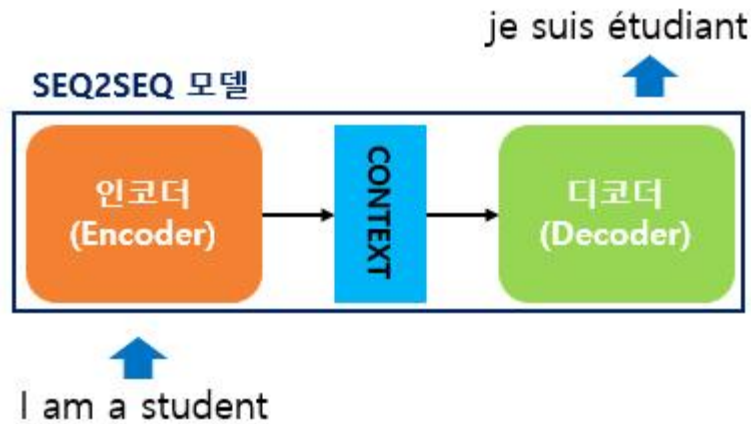 je suis étudiant
SEQ2SEQ 모델
인코더
(Encoder)
CONTEXT
디코더
(Decoder)
I am a student